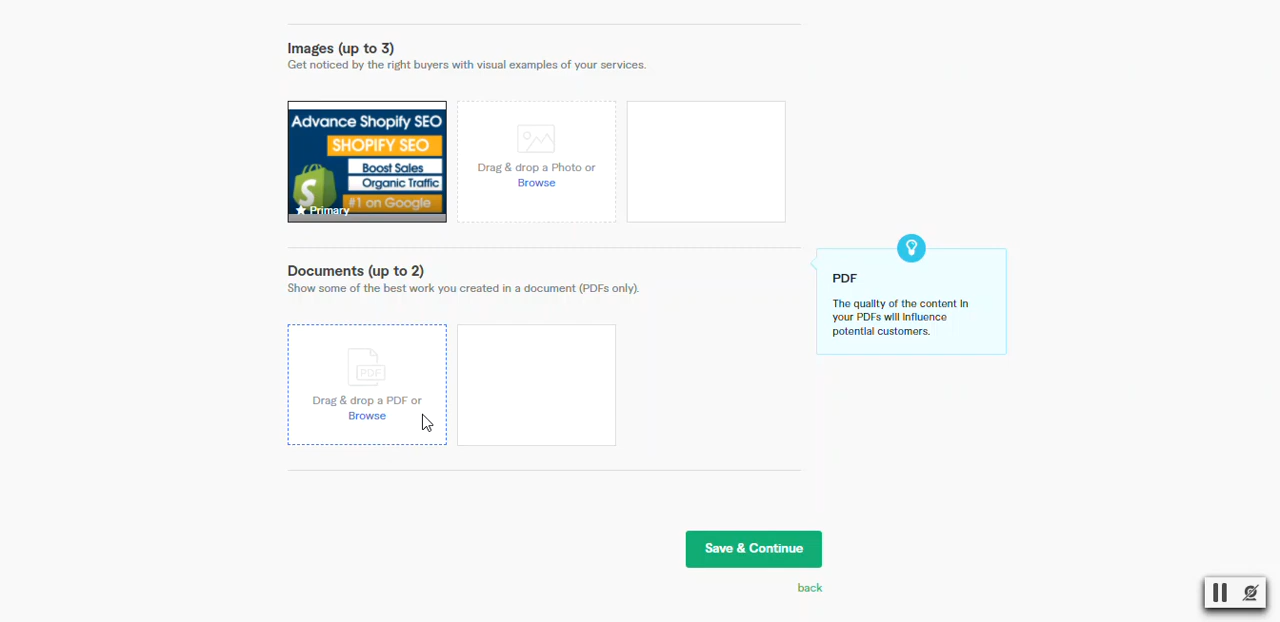 Images (up to 3)
Get noticed by the right buyers with visual examples of your services.
Advance Shopify SEO
SHOPIFY SEO
Boost Sales
Organic Traffic
#1 on Google
S
Primary
Drag & drop a Photo or
Browse
Documents (up to 2)
Show some of the best work you created in a document (PDFs only).
PDF
Drag & drop a PDF or
Browse
PDF
The quality of the content in
your PDFs will influence
potential customers.
Save & Continue
back